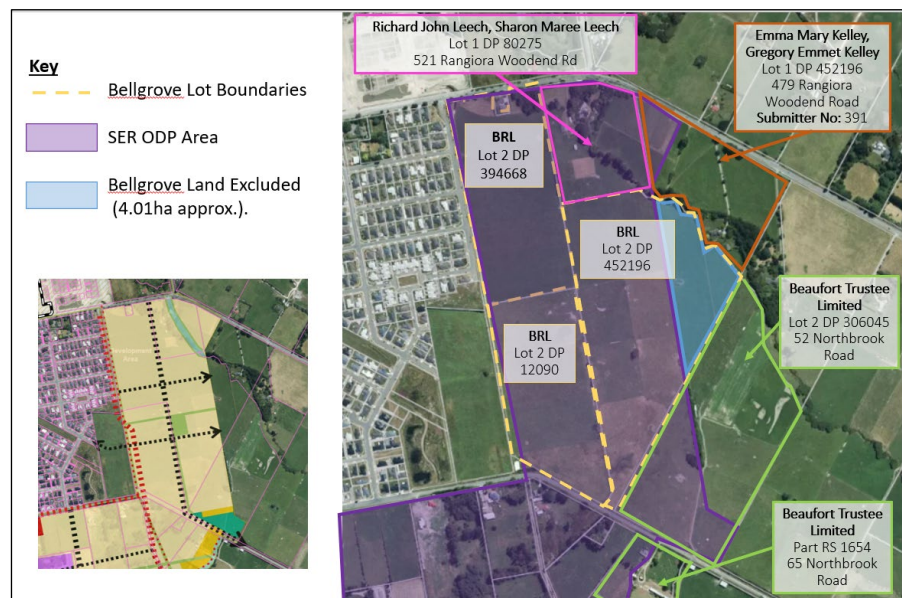 Key
Bellgrove Lot Boundaries
SER ODP Area
Bellgrove Land Excluded
(4.01ha approx.).
Richard John Leech, Sharon Maree Leech
Lot 1 DP 80275
521 Rangiora Woodend Rd
Emma Mary Kelley,
Gregory Emmet Kelley
Lot 1 DP 452196
479 Rangiora
Woodend Road
Submitter No: 391
BRL
Lot 2 DP
394668
BRL
Lot 2 DP
452196
BRL
Lot 2 DP
12090
Beaufort Trustee
Limited
Lot 2 DP 306045
52 Northbrook
Road
Beaufort Trustee
Limited
Part RS 1654
65 Northbrook
Road